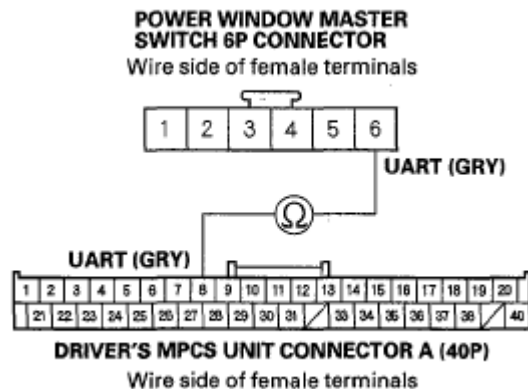 POWER WINDOW MASTER
SWITCH 6P CONNECTOR
Wire side of female terminals
1 2 3 4 5 6
UART (GRY)
Ω
UART (GRY)
1 2 3 4 5 6 7 8 9 10 11 12 13 14 15 16 17 18 19 20
21 22 23 24 25 26 27 28 29 30 31 33 34 35 36 37 38 40
DRIVER'S MPCS UNIT CONNECTOR A (40P)
Wire side of female terminals